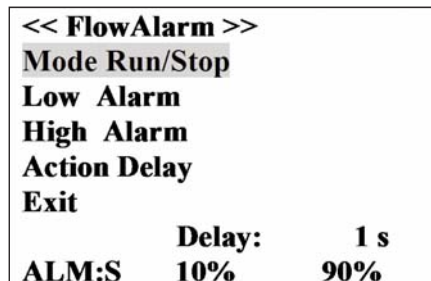 << FlowAlarm >>
Mode Run/Stop
Low Alarm
High Alarm
Action Delay
Exit
Delay: 1 s
ALM:S 10% 90%